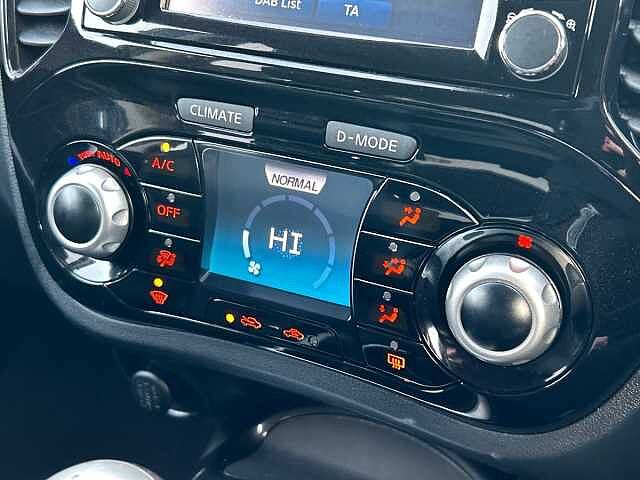 DAB List
TA
CLIMATE
D-MODE
AUTO
A/C
NORMAL
OFF
HI